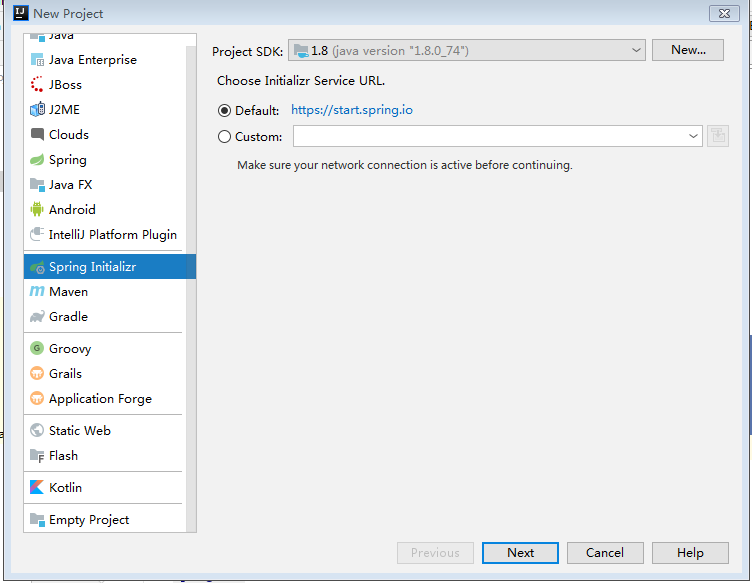 New Project
Java
Java Enterprise
JBoss
J2ME
Clouds
Spring
Java FX
Android
IntelliJ Platform Plugin
Spring Initializr
Maven
Gradle
Groovy
Grails
Application Forge
Static Web
Flash
Kotlin
Empty Project
Project SDK: 1.8 (java version "1.8.0_74") New...
Choose Initializr Service URL.
Default: https://start.spring.io
Custom:
Make sure your network connection is active before continuing.
Previous Next Cancel Help